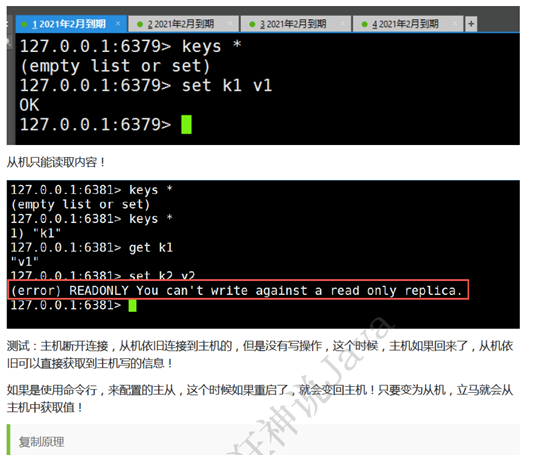 1 2021年2月到期 × 2 2021年2月到期 × 3 2021年2月到期 × 4 2021年2月到期 × +
127.0.0.1:6379> keys *
(empty list or set)
127.0.0.1:6379> set k1 v1
OK
127.0.0.1:6379>
从机只能读取内容！
127.0.0.1:6381> keys *
(empty list or set)
127.0.0.1:6381> keys *
1) "k1"
127.0.0.1:6381> get k1
"v1"
127.0.0.1:6381> set k2 v2
(error) READONLY You can't write against a read only replica.
127.0.0.1:6381>
测试：主机断开连接，从机依旧连接到主机的，但是没有写操作，这个时候，主机如果回来了，从机依
旧可以直接获取到主机写的信息！
如果是使用命令行，来配置的主从，这个时候如果重启了，就会变回主机！只要变为从机，立马就会从
主机中获取值！
狂神说Java
复制原理